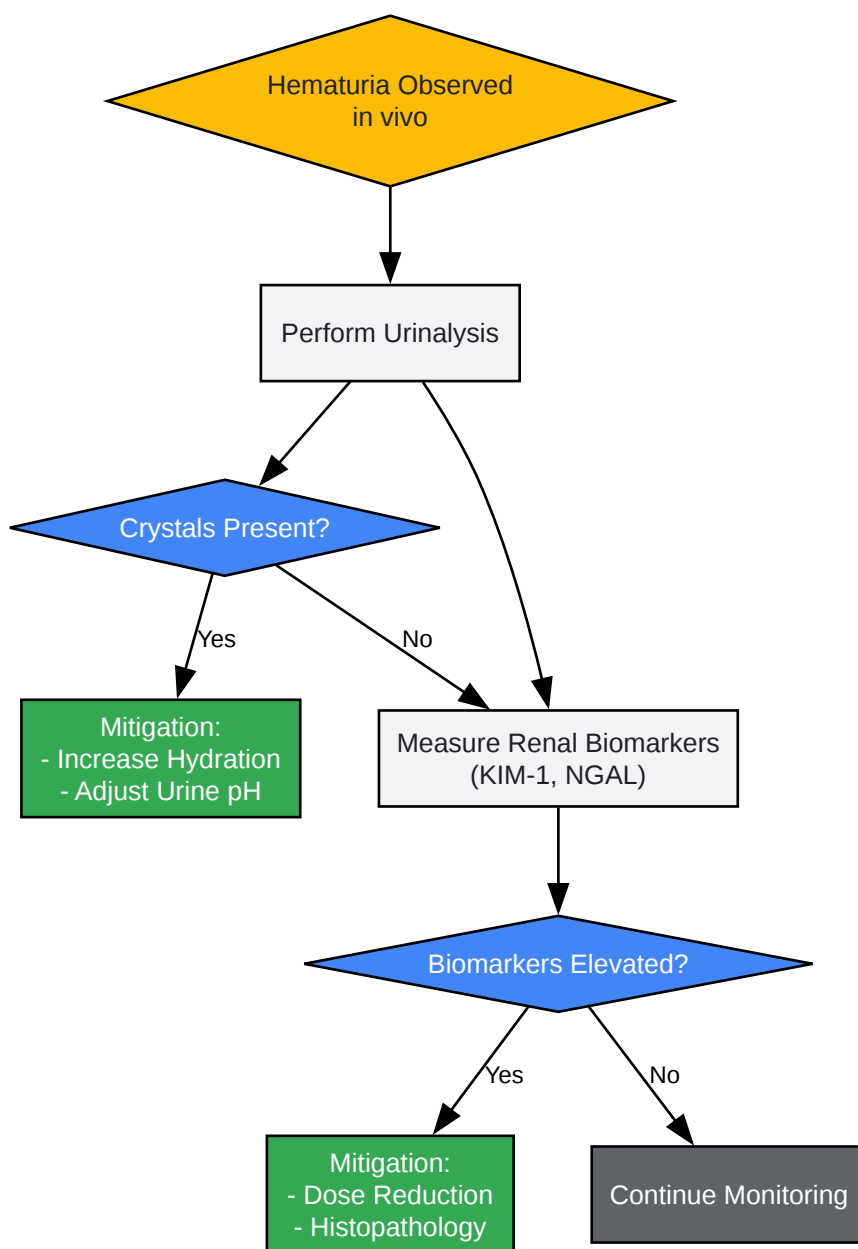 Hematuria Observed
in vivo
Perform Urinalysis
Crystals Present?
Yes
No
Mitigation:
- Increase Hydration
- Adjust Urine pH
Measure Renal Biomarkers
(KIM-1, NGAL)
Biomarkers Elevated?
Yes
No
Mitigation:
- Dose Reduction
- Histopathology
Continue Monitoring